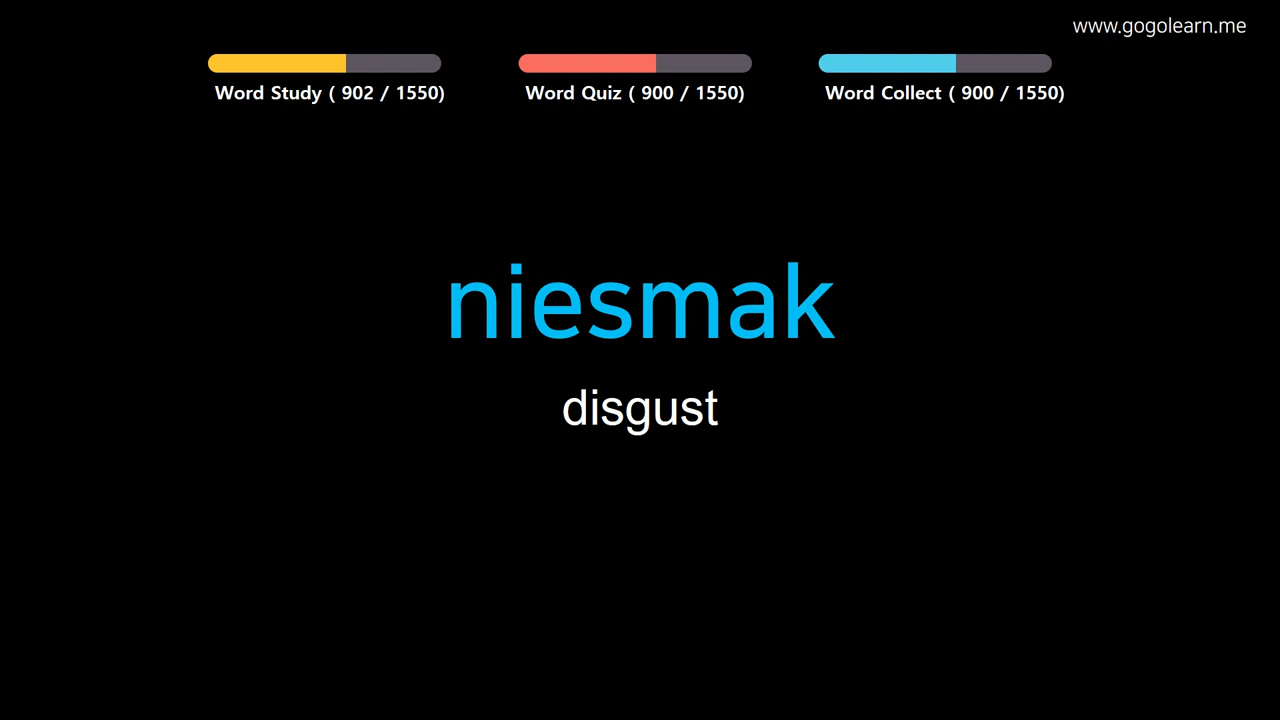 www.gogolearn.me
Word Study ( 902 / 1550)
Word Quiz ( 900 / 1550)
Word Collect ( 900 / 1550)
niesmak
disgust